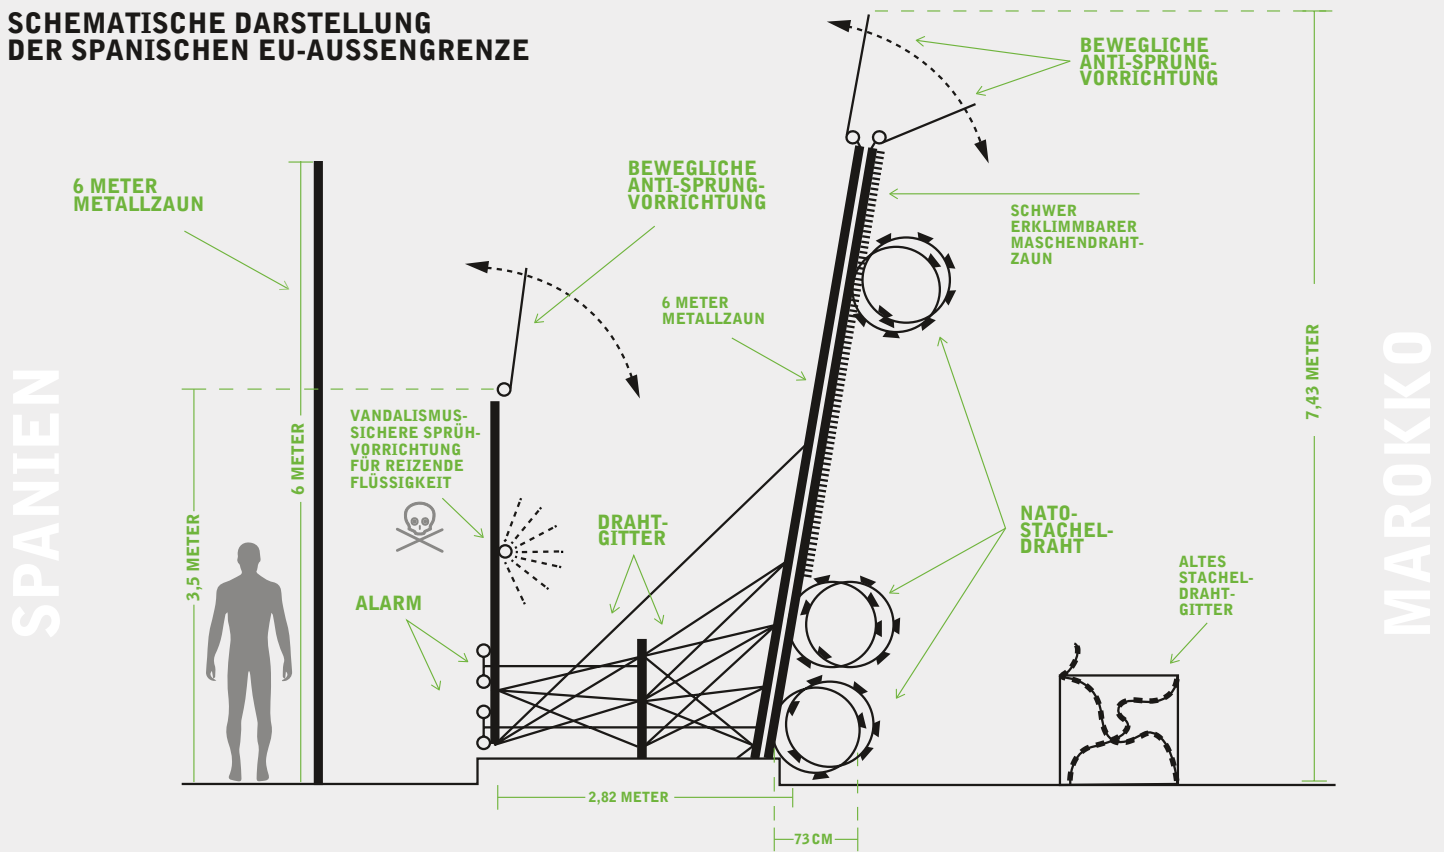 SCHEMATISCHE DARSTELLUNG
DER SPANISCHEN EU-AUSSENGRENZE
BEWEGLICHE
ANTI-SPRUNG-
VORRICHTUNG
6 METER
METALLZAUN
BEWEGLICHE
ANTI-SPRUNG-
VORRICHTUNG
SCHWER
ERKLIMMBARER
MASCHENDRAHT-
ZAUN
6 METER
METALLZAUN
7,43 METER
SPANIEN
MAROKKO
VANDALISMUS-
SICHERE SPRÜH-
VORRICHTUNG
FÜR REIZENDE
FLÜSSIGKEIT
6 METER
3,5 METER
DRAHT-
GITTER
NATO-
STACHEL-
DRAHT
ALTES
STACHEL-
DRAHT-
GITTER
ALARM
2,82 METER
73 CM